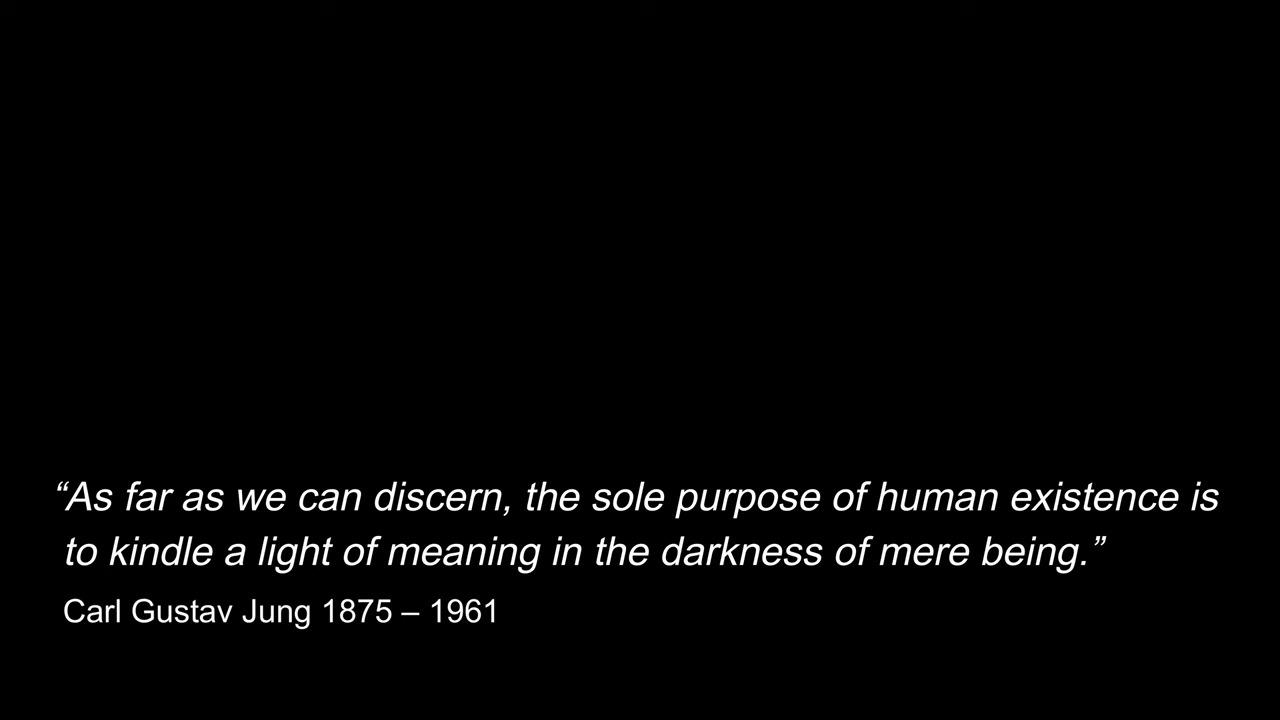 “As far as we can discern, the sole purpose of human existence is
to kindle a light of meaning in the darkness of mere being.”
Carl Gustav Jung 1875 – 1961